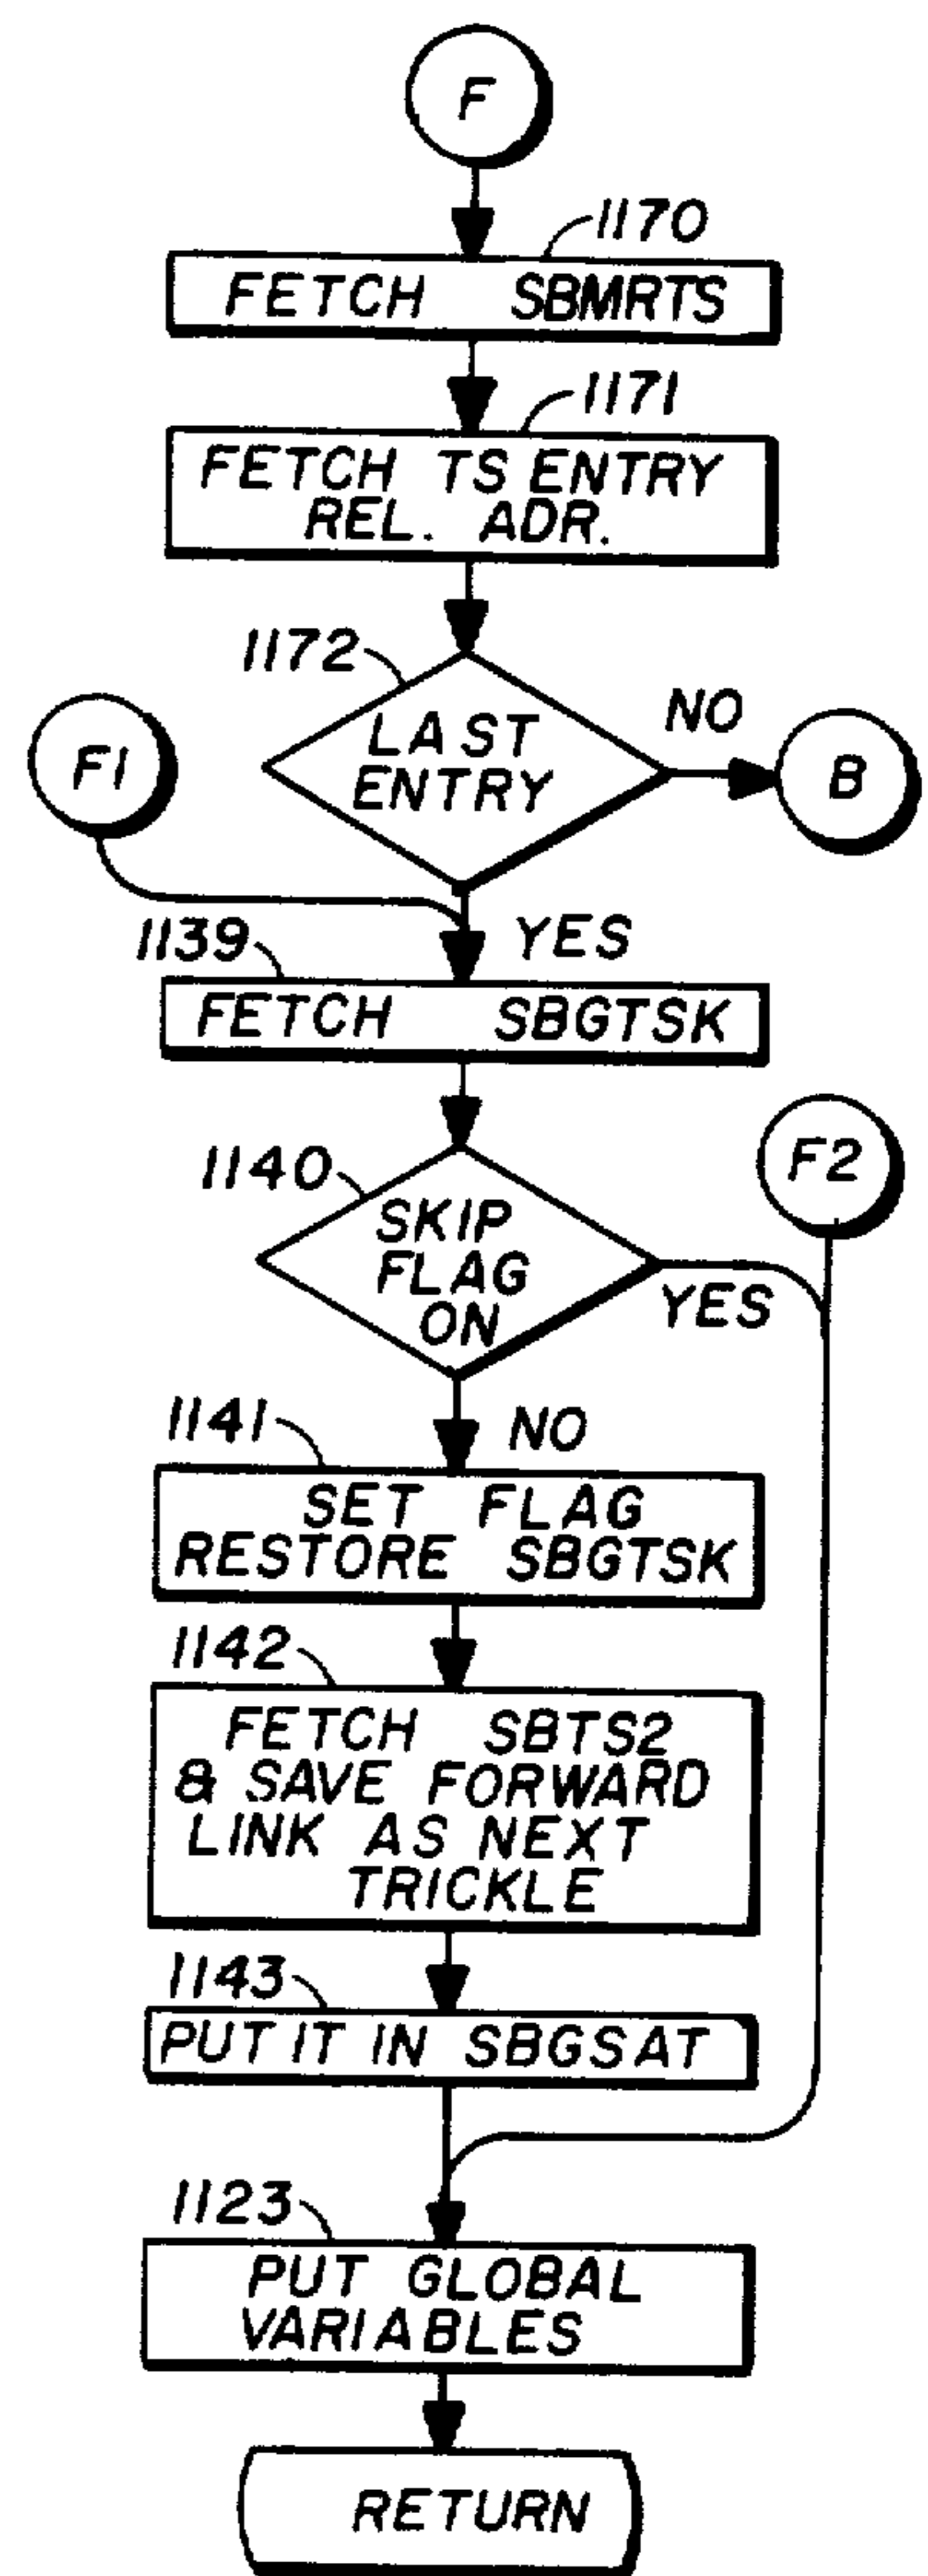 F
1170
FETCH SBMRTS
1171
FETCH TS ENTRY
REL. ADR.
1172
LAST
ENTRY
NO
B
F1
YES
1139
FETCH SBGTSK
1140
SKIP
FLAG
ON
YES
F2
NO
1141
SET FLAG
RESTORE SBGTSK
1142
FETCH SBTS2
& SAVE FORWARD
LINK AS NEXT
TRICKLE
1143
PUT IT IN SBGSAT
1123
PUT GLOBAL
VARIABLES
RETURN